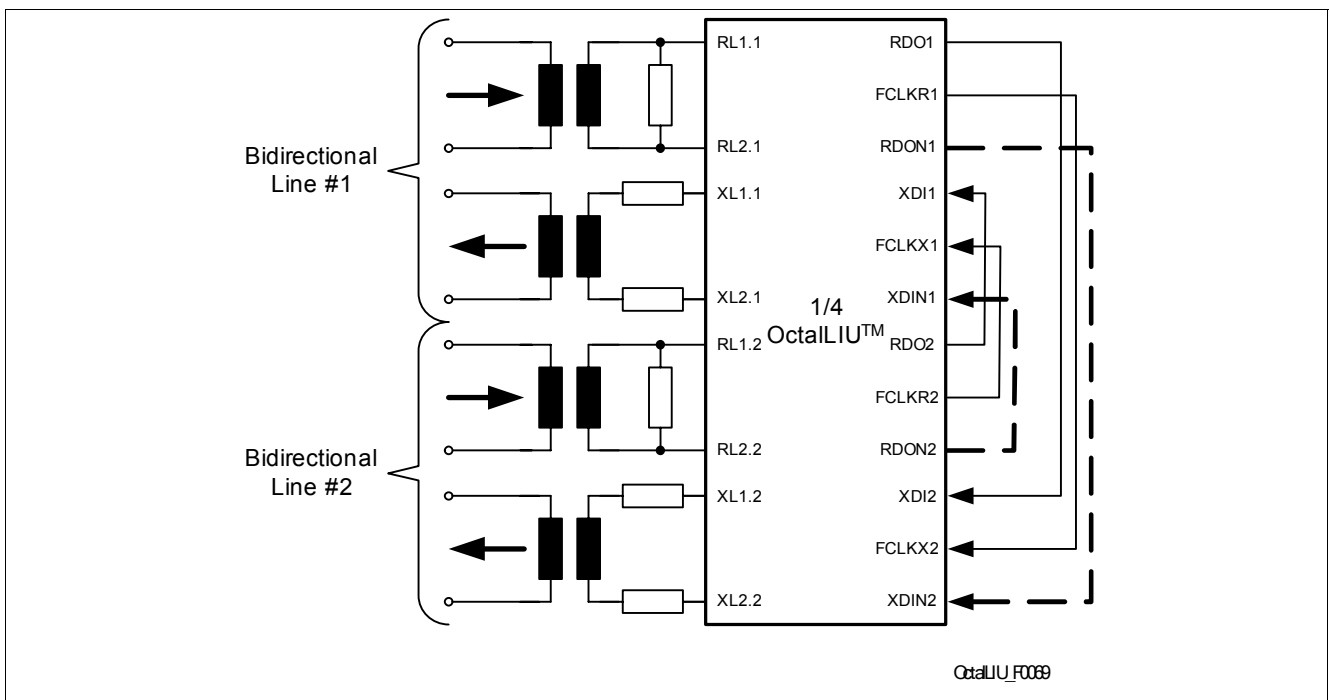 Bidirectional
Line #1
Bidirectional
Line #2
RL1.1
RL2.1
XL1.1
XL2.1
RL1.2
RL2.2
XL1.2
XL2.2
1/4
OctalLIU™
RDO1
FCLKR1
RDON1
XDI1
FCLKX1
XDIN1
RDO2
FCLKR2
RDON2
XDI2
FCLKX2
XDIN2
OctalLIU_F0069